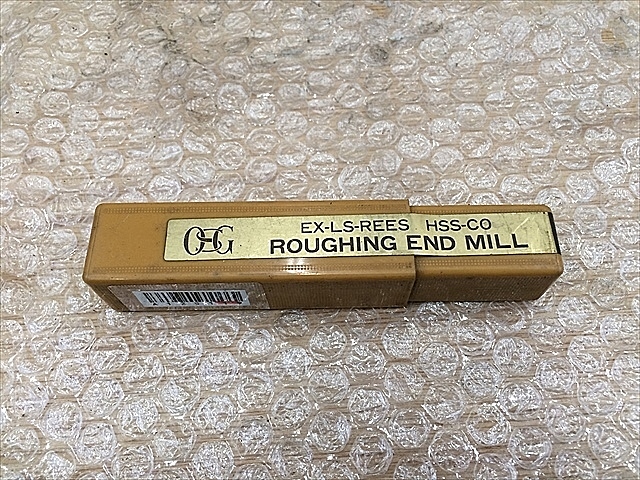 OSG
EX-LS-REES HSS-CO
ROUGHING END MILL